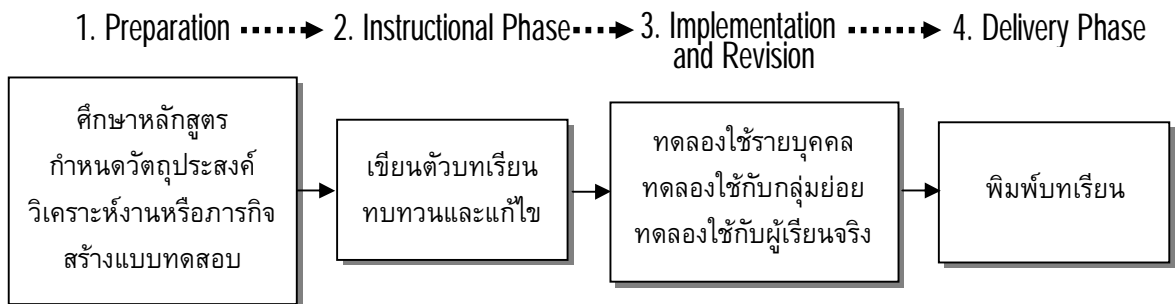 1. Preparation
2. Instructional Phase
3. Implementation
and Revision
4. Delivery Phase
ศึกษาหลักสูตร
กำหนดวัตถุประสงค์
วิเคราะห์งานหรือภารกิจ
สร้างแบบทดสอบ
เขียนตัวบทเรียน
ทบทวนและแก้ไข
ทดลองใช้รายบุคคล
ทดลองใช้กับกลุ่มย่อย
ทดลองใช้กับผู้เรียนจริง
พิมพ์บทเรียน